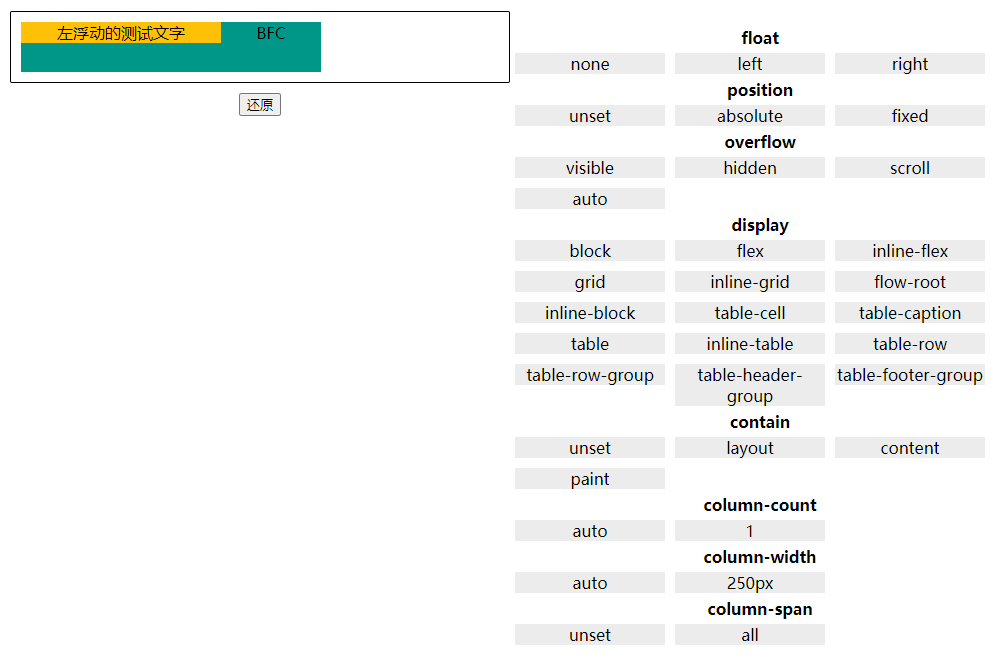 左浮动的测试文字 BFC
还原
float
none left right
position
unset absolute fixed
overflow
visible hidden scroll
auto
display
block flex inline-flex
grid inline-grid flow-root
inline-block table-cell table-caption
table inline-table table-row
table-row-group table-header-group table-footer-group
contain
unset layout content
paint
column-count
auto 1
column-width
auto 250px
column-span
unset all